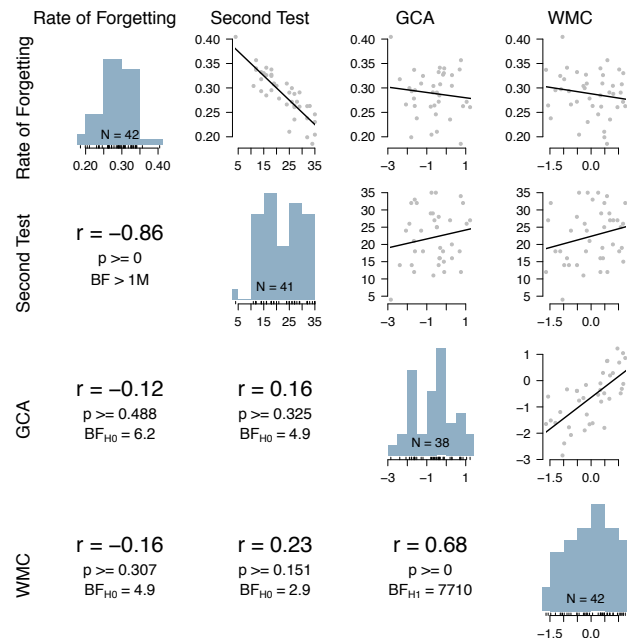 Rate of Forgetting Second Test GCA WMC
Rate of Forgetting
N = 42
0.20 0.30 0.40
0.40
0.35
0.30
0.25
0.20
5 15 25 35
0.40
0.35
0.30
0.25
0.20
−3 −1 1
0.40
0.35
0.30
0.25
0.20
−1.5 0.0
Second Test
r = −0.86
p >= 0
BF > 1M
N = 41
5 15 25 35
35
30
25
20
15
10
5
−3 −1 1
35
30
25
20
15
10
5
−1.5 0.0
GCA
r = −0.12
p >= 0.488
BFH0 = 6.2
r = 0.16
p >= 0.325
BFH0 = 4.9
N = 38
−3 −1 1
1
0
−1
−2
−3
−1.5 0.0
WMC
r = −0.16
p >= 0.307
BFH0 = 4.9
r = 0.23
p >= 0.151
BFH0 = 2.9
r = 0.68
p >= 0
BFH1 = 7710
N = 42
−1.5 0.0